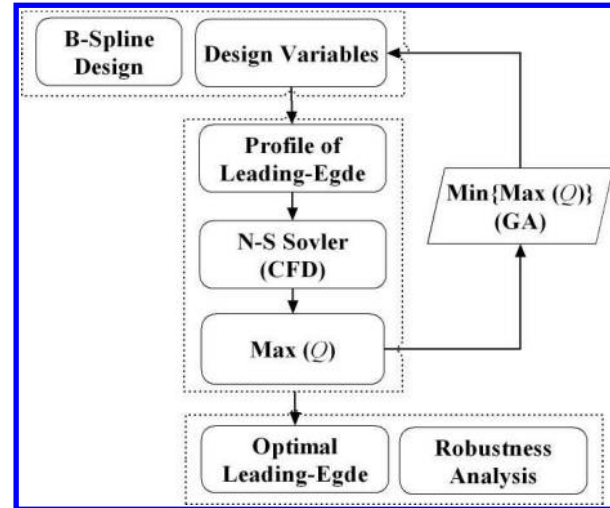 B-Spline
Design
Design Variables
Profile of
Leading-Egde
N-S Sovler
(CFD)
Max (Q)
Min{Max (Q)}
(GA)
Optimal
Leading-Egde
Robustness
Analysis